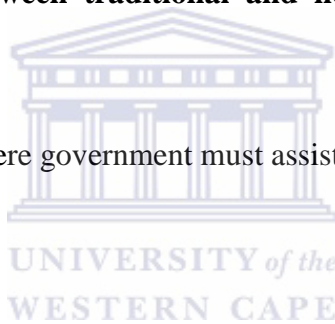 ween traditional and
ere government must assist
UNIVERSITY of the
WESTERN CAPE